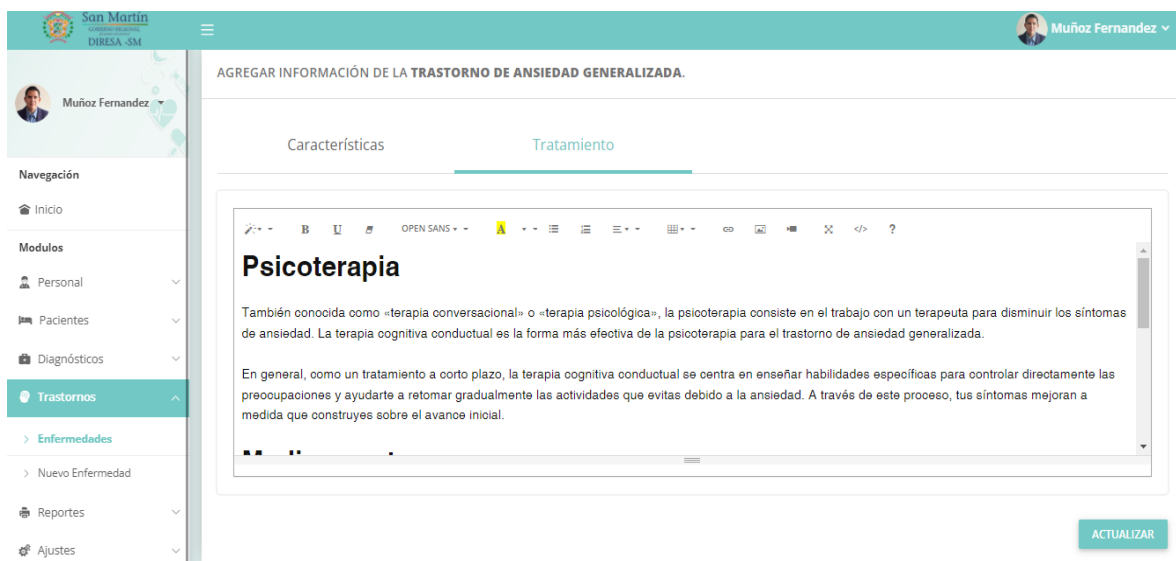 San Martín
GOBIERNO REGIONAL
DIRESA -SM
Muñoz Fernandez
Muñoz Fernandez
Navegación
Inicio
Modulos
Personal
Pacientes
Diagnósticos
Trastornos
Enfermedades
Nuevo Enfermedad
Reportes
Ajustes
AGREGAR INFORMACIÓN DE LA TRASTORNO DE ANSIEDAD GENERALIZADA.
Características
Tratamiento
B U OPEN SANS A </> ?
Psicoterapia
También conocida como «terapia conversacional» o «terapia psicológica», la psicoterapia consiste en el trabajo con un terapeuta para disminuir los síntomas
de ansiedad. La terapia cognitiva conductual es la forma más efectiva de la psicoterapia para el trastorno de ansiedad generalizada.
En general, como un tratamiento a corto plazo, la terapia cognitiva conductual se centra en enseñar habilidades específicas para controlar directamente las
preocupaciones y ayudarte a retomar gradualmente las actividades que evitas debido a la ansiedad. A través de este proceso, tus síntomas mejoran a
medida que construyes sobre el avance inicial.
ACTUALIZAR